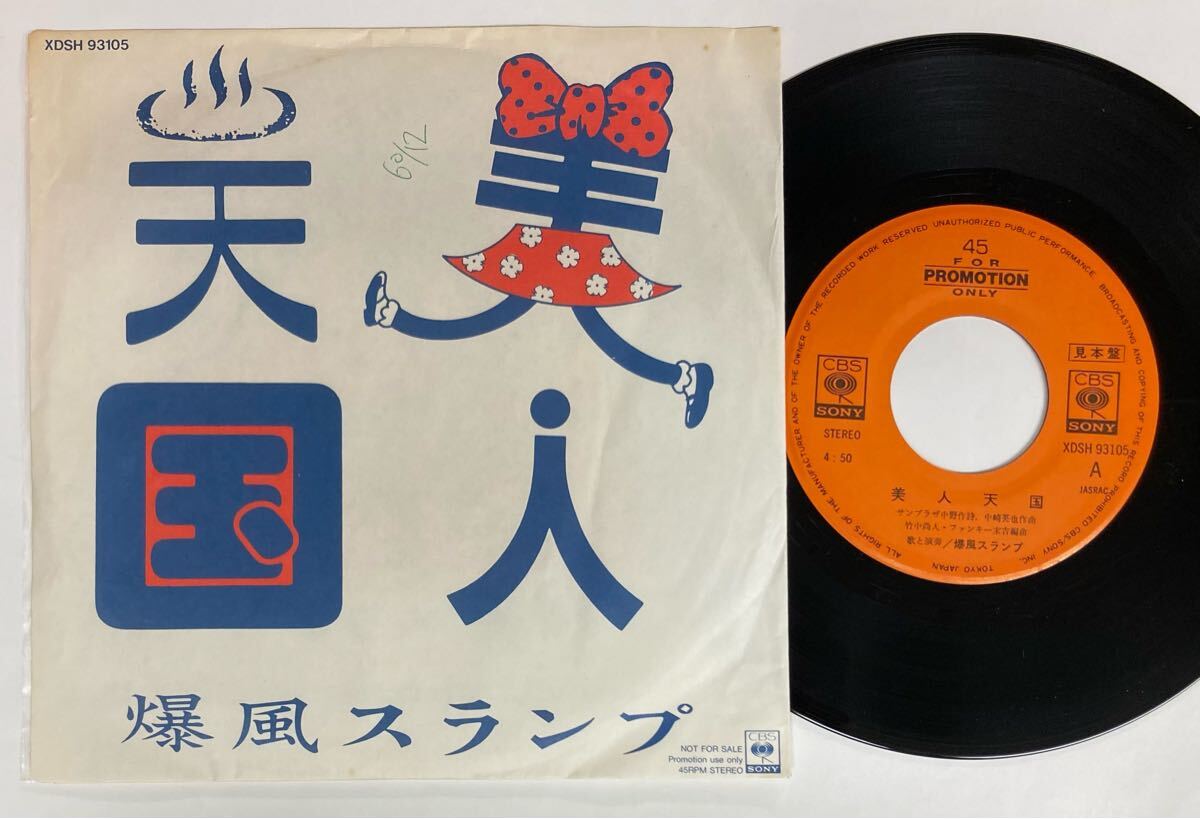 XDSH 93105
美人
天国
60/12
爆風スランプ
NOT FOR SALE
Promotion use only
45RPM STEREO
CBS
SONY
45
FOR
PROMOTION
ONLY
見本盤
CBS
SONY
CBS
SONY
STEREO
4:50
XDSH 93105
A
JASRAC
美人天国
サンプラザ中野作詩、中崎英也作曲
竹中尚人・ファンキー末吉編曲
歌と演奏/爆風スランプ
ALL RIGHTS OF THE MANUFACTURER AND OF THE OWNER OF THE RECORDED WORK RESERVED UNAUTHORIZED PUBLIC PERFORMANCE. BROADCASTING AND COPYING OF THIS RECORD PROHIBITED CBS/SONY INC. TOKYO JAPAN